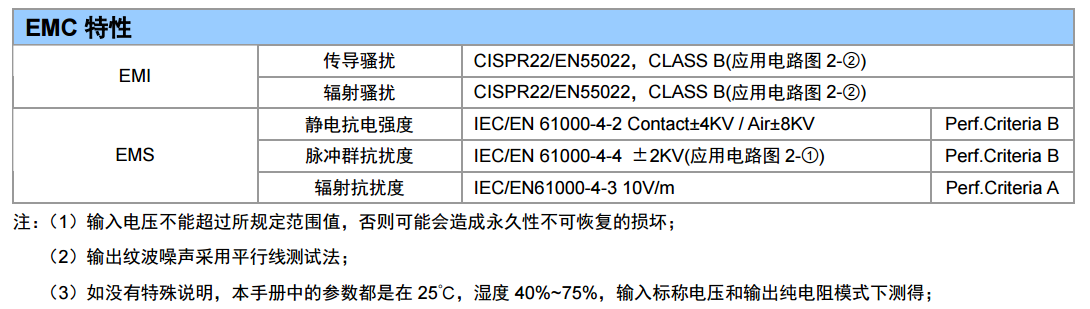 EMC 特性
EMI
传导骚扰 CISPR22/EN55022，CLASS B(应用电路图 2-②)
辐射骚扰 CISPR22/EN55022，CLASS B(应用电路图 2-②)
EMS
静电抗电强度 IEC/EN 61000-4-2 Contact±4KV / Air±8KV Perf.Criteria B
脉冲群抗扰度 IEC/EN 61000-4-4 ±2KV(应用电路图 2-①) Perf.Criteria B
辐射抗扰度 IEC/EN61000-4-3 10V/m Perf.Criteria A
注：（1）输入电压不能超过所规定范围值，否则可能会造成永久性不可恢复的损坏；
（2）输出纹波噪声采用平行线测试法；
（3）如没有特殊说明，本手册中的参数都是在 25℃，湿度 40%~75%，输入标称电压和输出纯电阻模式下测得；